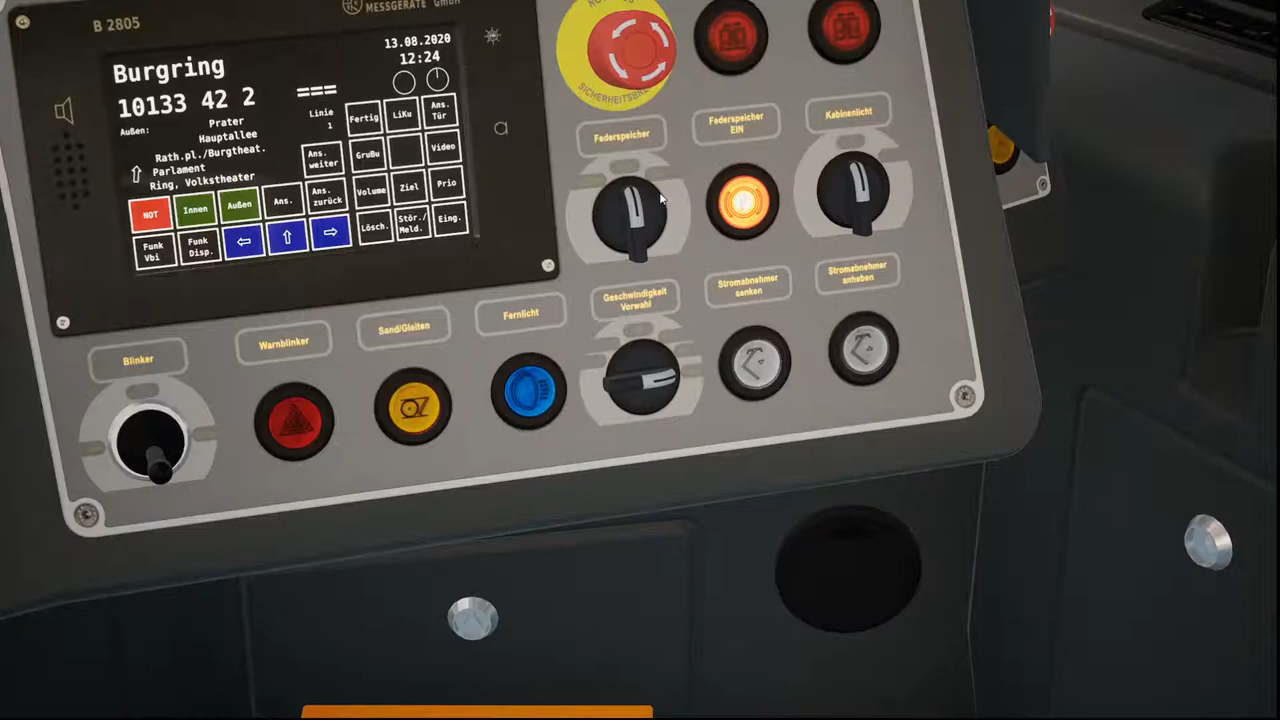 B 2805
MESSGERÄTE GmbH
13.08.2020
12:24
Burgring
10133 42 2
===
Linie
1
Außen:
Prater
Hauptallee
Rath.pl./Burgtheat.
Parlament
Ring, Volkstheater
Fertig
LiKu
Ans.
Tür
Ans.
weiter
GruBu
Video
NOT
Innen
Außen
Ans.
Ans.
zurück
Volume
Ziel
Prio
Funk
Vbi
Funk
Disp.
Lösch.
Stör./
Meld.
Eing.
Federspeicher
Federspeicher
EIN
Kabinenlicht
Blinker
Warnblinker
Sand/Gleiten
Fernlicht
Geschwindigkeit
Vorwahl
Stromabnehmer
senken
Stromabnehmer
anheben